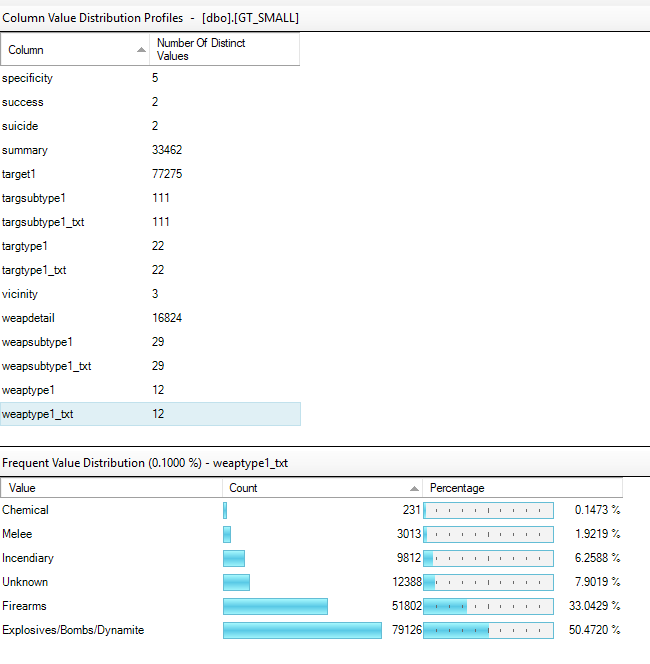 Column Value Distribution Profiles - [dbo].[GT_SMALL]
Column Number Of Distinct Values
specificity 5
success 2
suicide 2
summary 33462
target1 77275
targsubtype1 111
targsubtype1_txt 111
targtype1 22
targtype1_txt 22
vicinity 3
weapdetail 16824
weapsubtype1 29
weapsubtype1_txt 29
weaptype1 12
weaptype1_txt 12
Frequent Value Distribution (0.1000 %) - weaptype1_txt
Value Count Percentage
Chemical 231 0.1473 %
Melee 3013 1.9219 %
Incendiary 9812 6.2588 %
Unknown 12388 7.9019 %
Firearms 51802 33.0429 %
Explosives/Bombs/Dynamite 79126 50.4720 %